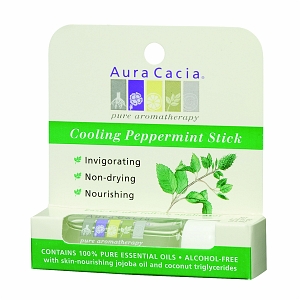 Aura Cacia®
pure aromatherapy
Cooling Peppermint Stick
Invigorating
Non-drying
Nourishing
pure aromatherapy
CONTAINS 100% PURE ESSENTIAL OILS • ALCOHOL-FREE
with skin-nourishing jojoba oil and coconut triglycerides